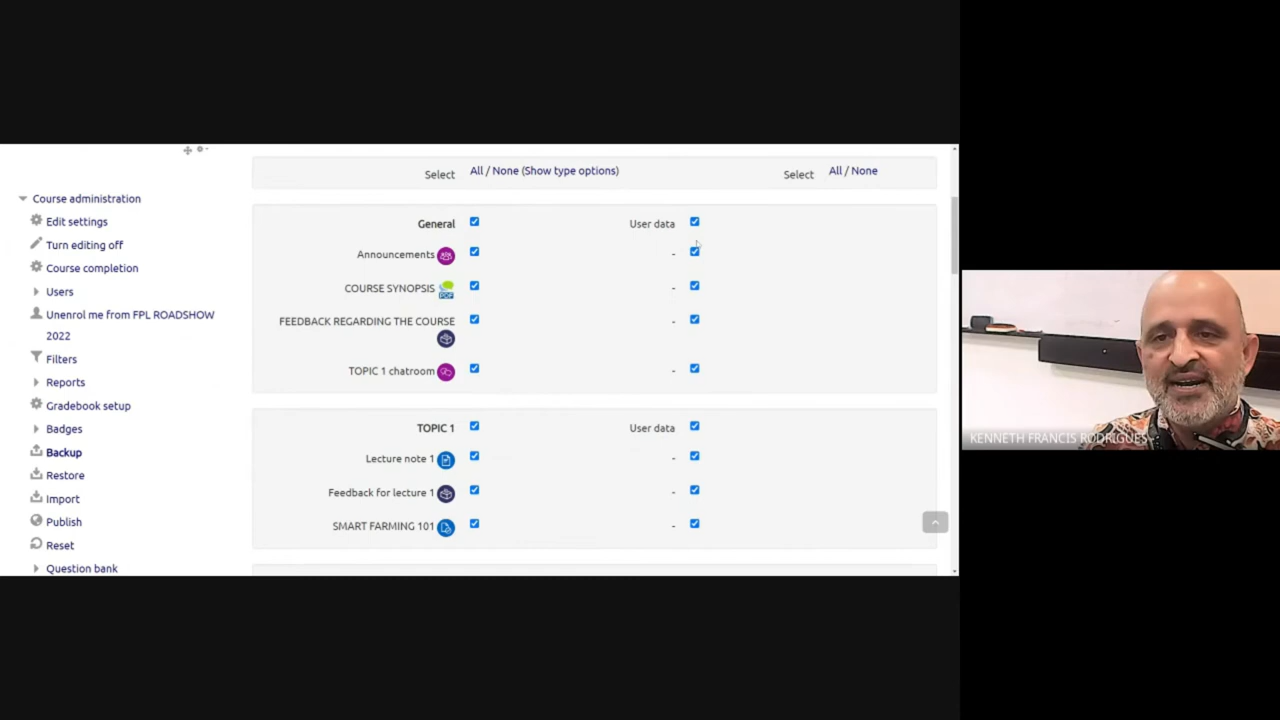 Course administration
Edit settings
Turn editing off
Course completion
Users
Unenrol me from FPL ROADSHOW
2022
Filters
Reports
Gradebook setup
Badges
Backup
Restore
Import
Publish
Reset
Question bank
Select All / None (Show type options) Select All / None
General User data
Announcements -
COURSE SYNOPSIS PDF -
FEEDBACK REGARDING THE COURSE -
TOPIC 1 chatroom -
TOPIC 1 User data
Lecture note 1 -
Feedback for lecture 1 -
SMART FARMING 101 -
KENNETH FRANCIS RODRIGUES